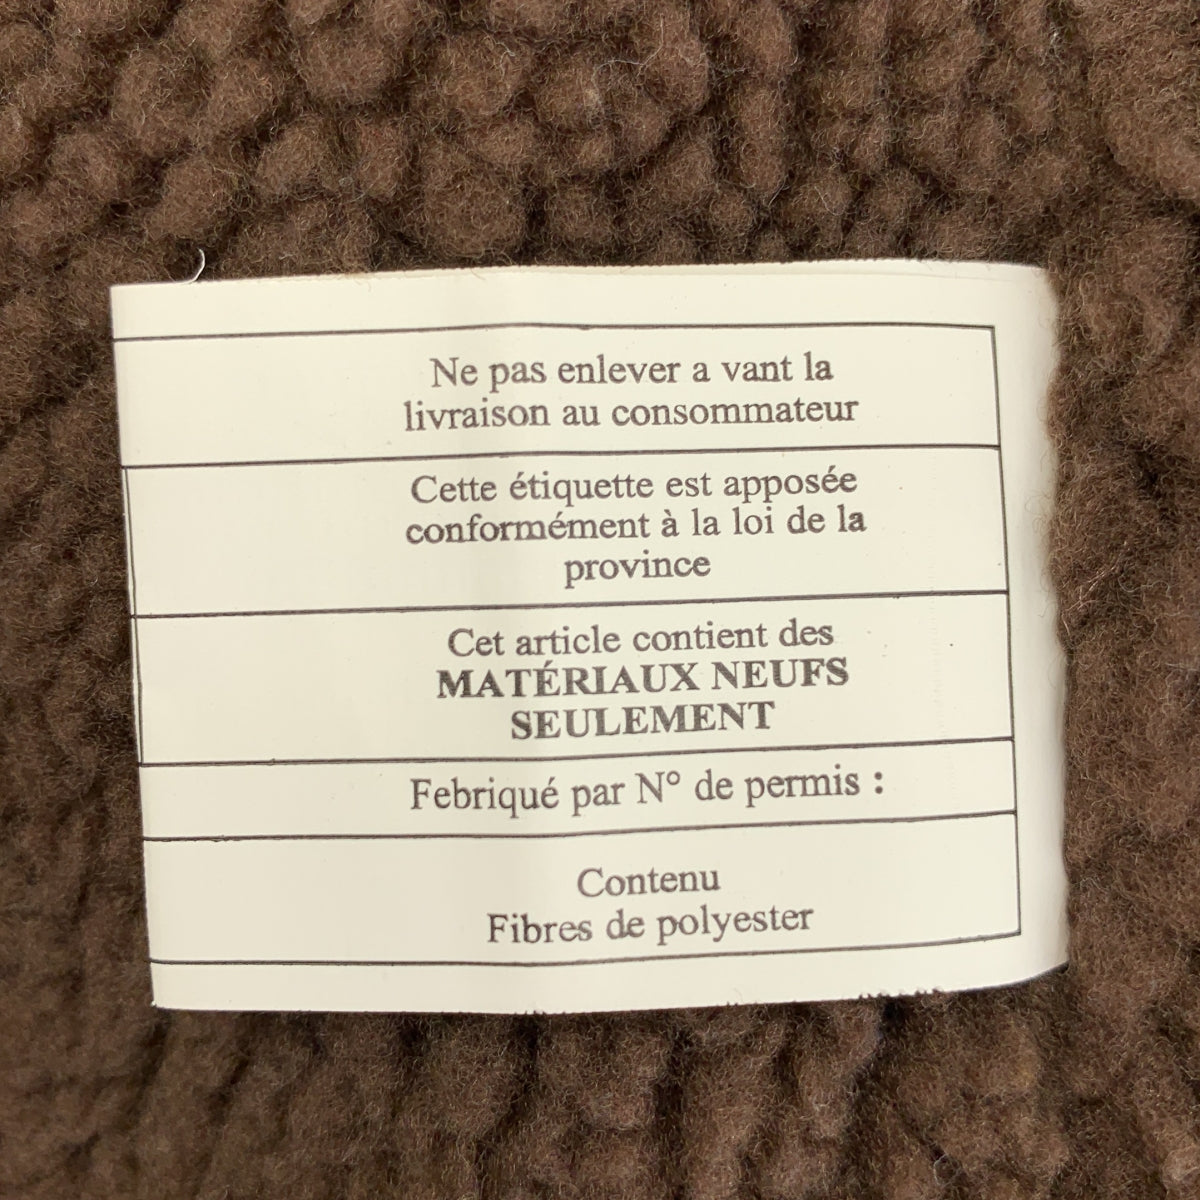 Ne pas enlever a vant la
livraison au consommateur
Cette étiquette est apposée
conformément à la loi de la
province
Cet article contient des
MATÉRIAUX NEUFS
SEULEMENT
Febriqué par N° de permis :
Contenu
Fibres de polyester